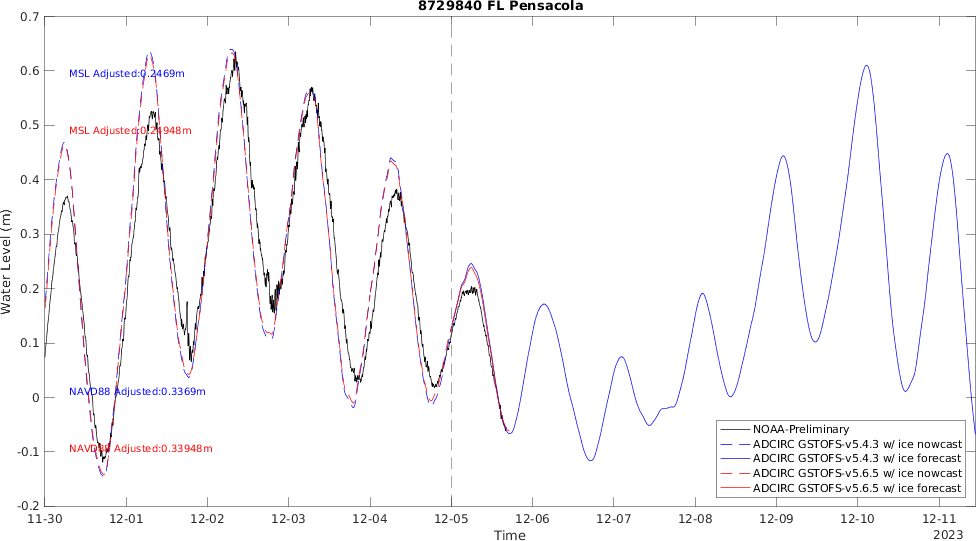 8729840 FL Pensacola
0.7
0.6
0.5
0.4
0.3
0.2
0.1
0
-0.1
-0.2
Water Level (m)
MSL Adjusted:0.2469m
MSL Adjusted:0.24948m
NAVD88 Adjusted:0.3369m
NAVD88 Adjusted:0.33948m
NOAA-Preliminary
ADCIRC GSTOFS-v5.4.3 w/ ice nowcast
ADCIRC GSTOFS-v5.4.3 w/ ice forecast
ADCIRC GSTOFS-v5.6.5 w/ ice nowcast
ADCIRC GSTOFS-v5.6.5 w/ ice forecast
11-30 12-01 12-02 12-03 12-04 12-05 12-06 12-07 12-08 12-09 12-10 12-11
Time
2023